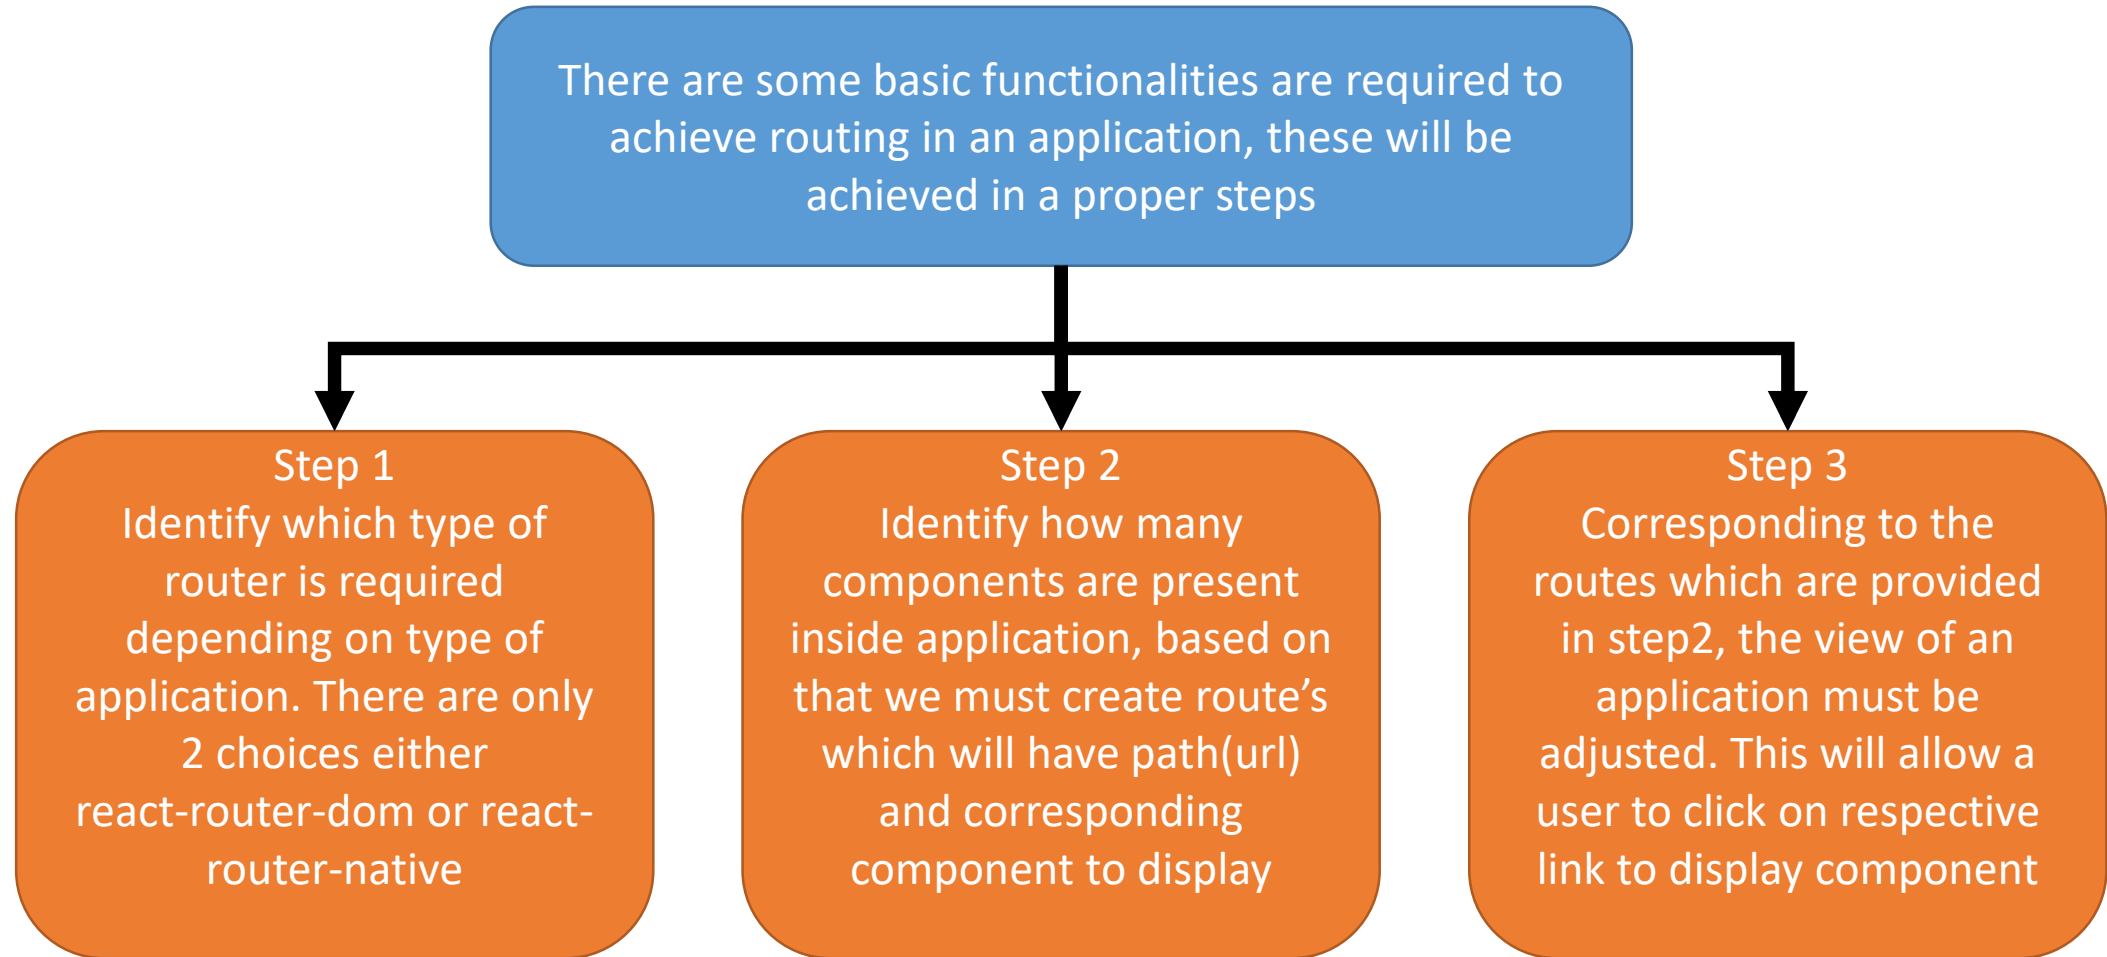 There are some basic functionalities are required to
achieve routing in an application, these will be
achieved in a proper steps
Step 1
Identify which type of
router is required
depending on type of
application. There are only
2 choices either
react-router-dom or react-
router-native
Step 2
Identify how many
components are present
inside application, based on
that we must create route’s
which will have path(url)
and corresponding
component to display
Step 3
Corresponding to the
routes which are provided
in step2, the view of an
application must be
adjusted. This will allow a
user to click on respective
link to display component